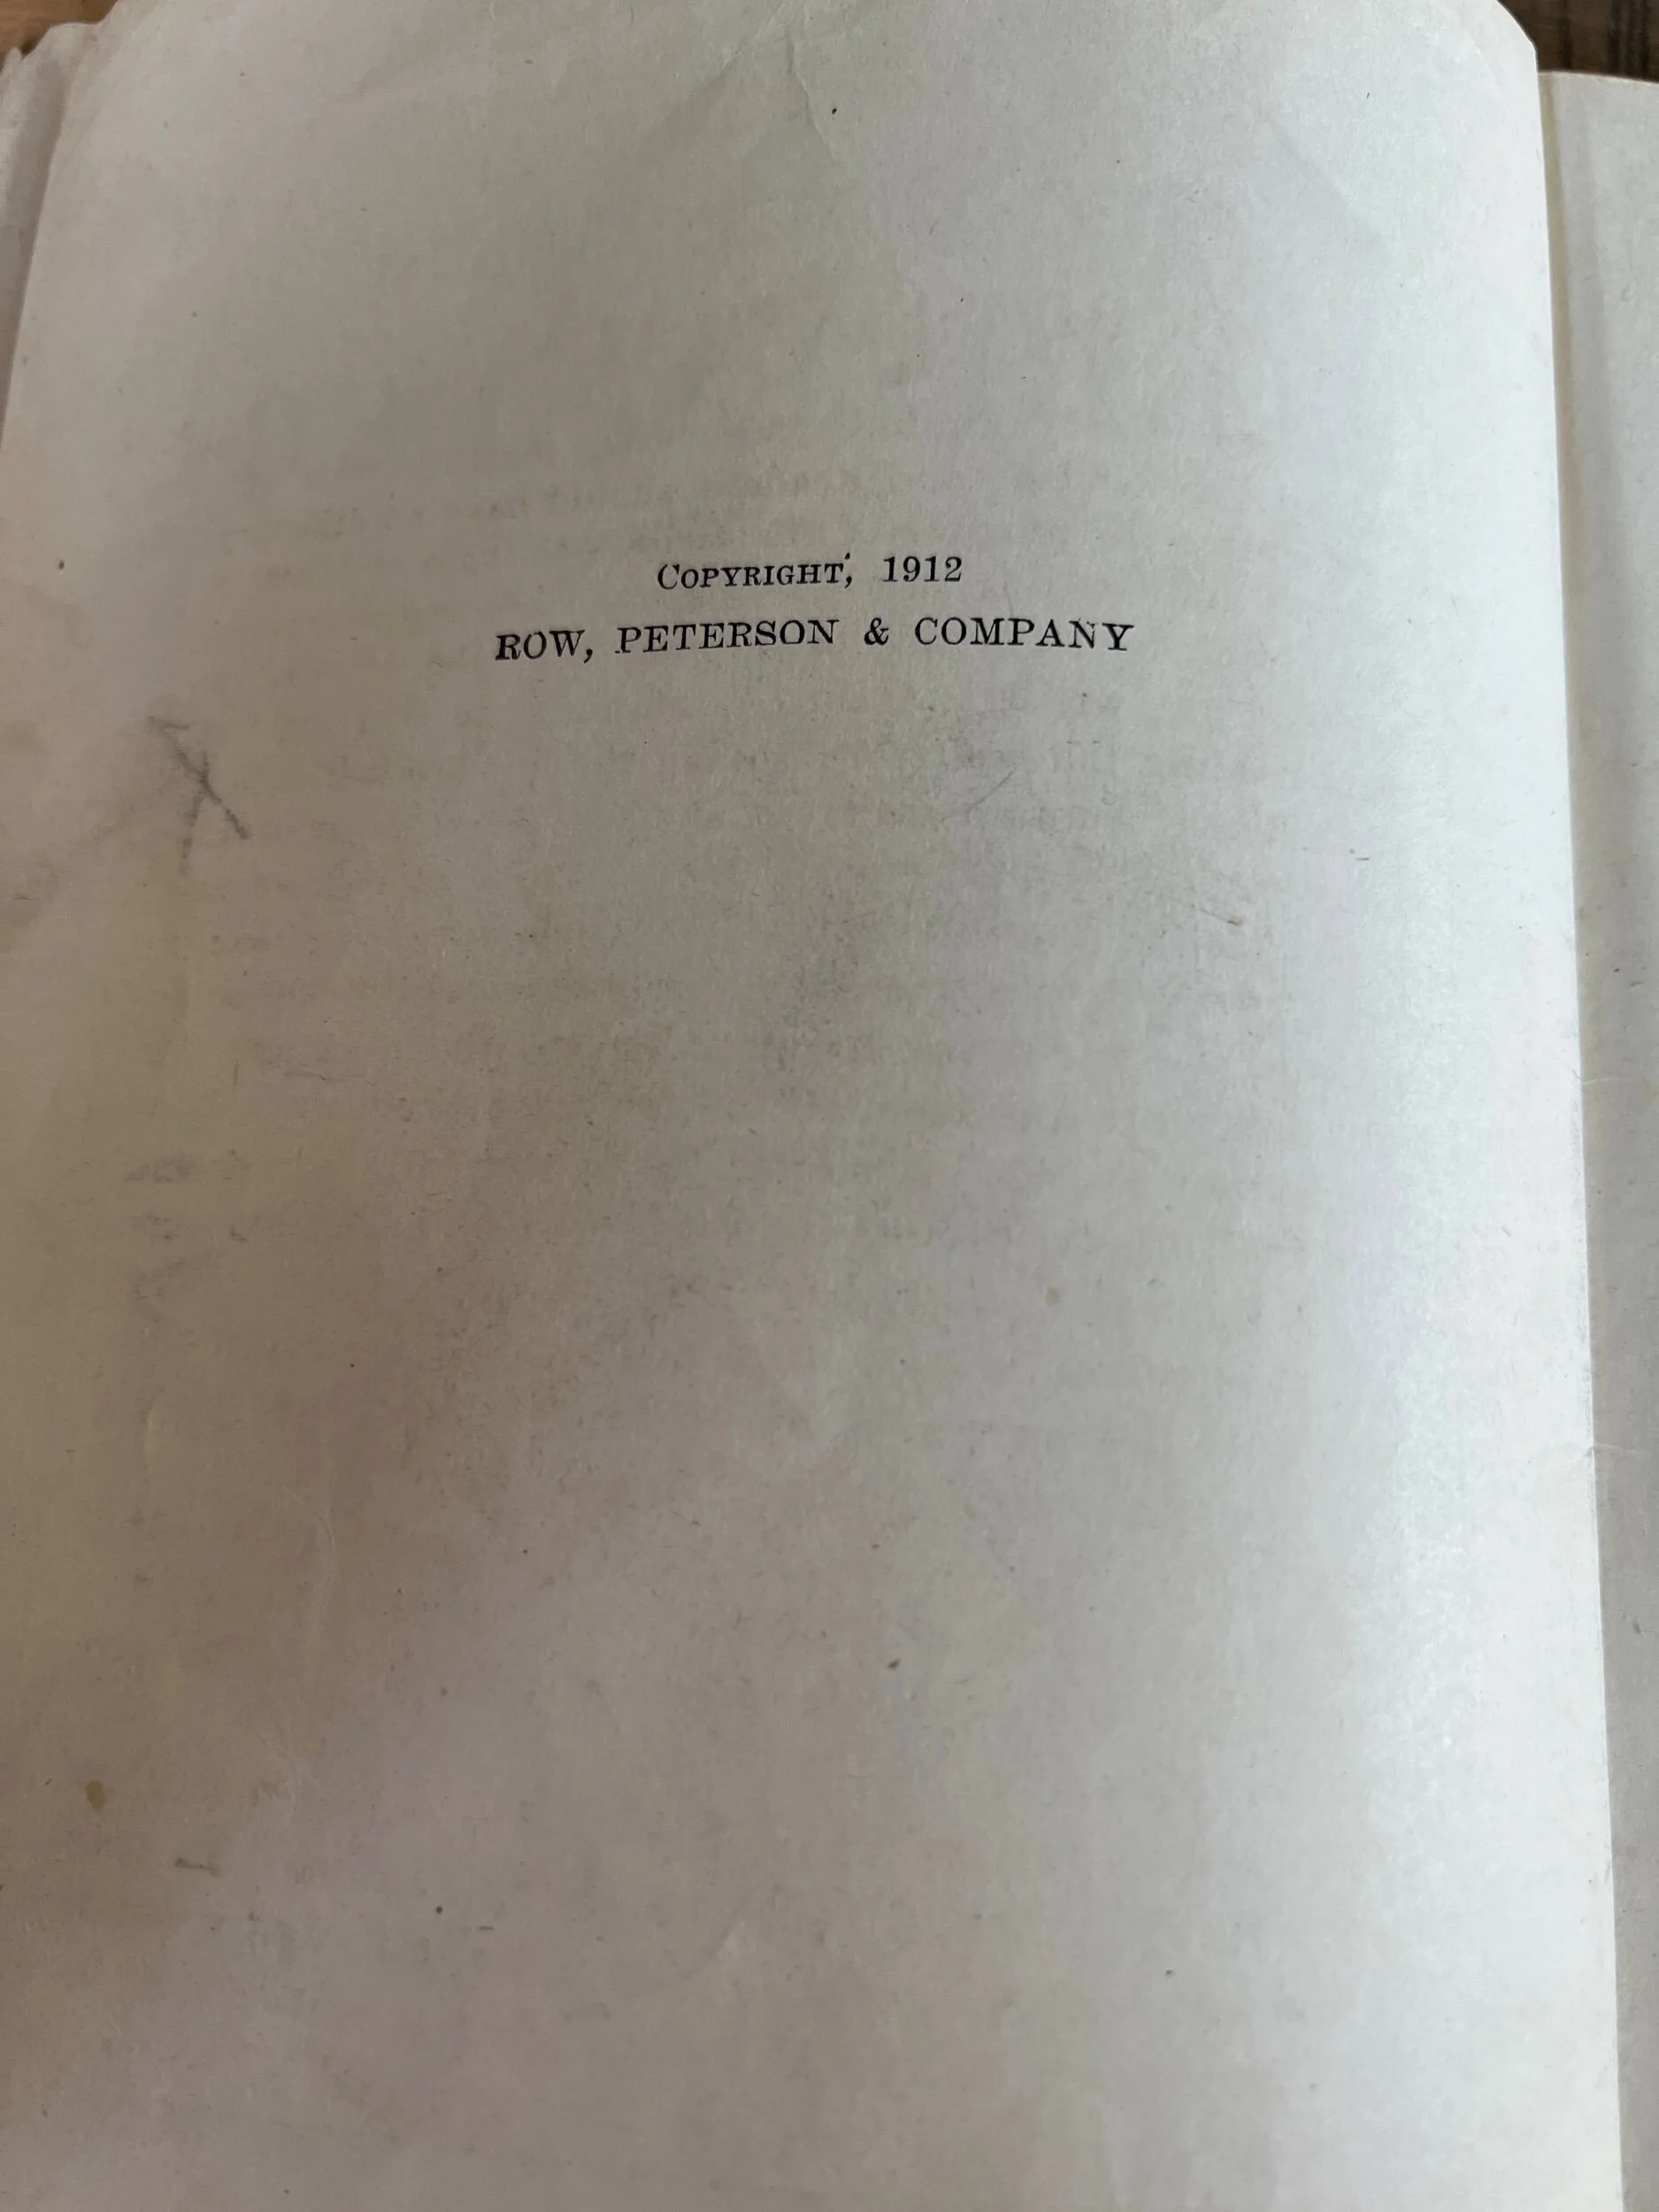 COPYRIGHT, 1912
ROW, PETERSON & COMPANY